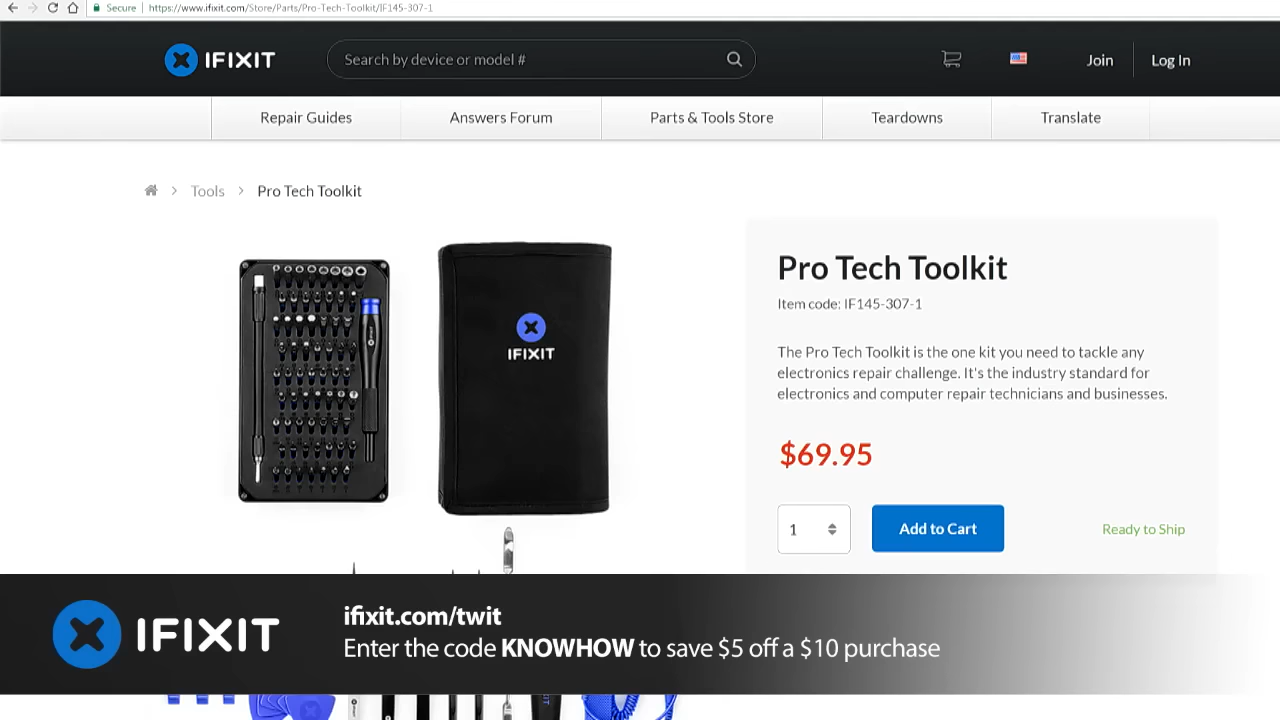 Secure | https://www.ifixit.com/Store/Parts/Pro-Tech-Toolkit/IF145-307-1
IFIXIT
Search by device or model #
Join
Log In
Repair Guides
Answers Forum
Parts & Tools Store
Teardowns
Translate
Tools > Pro Tech Toolkit
IFIXIT
Pro Tech Toolkit
Item code: IF145-307-1
The Pro Tech Toolkit is the one kit you need to tackle any
electronics repair challenge. It's the industry standard for
electronics and computer repair technicians and businesses.
$69.95
1
Add to Cart
Ready to Ship
IFIXIT
ifixit.com/twit
Enter the code KNOWHOW to save $5 off a $10 purchase